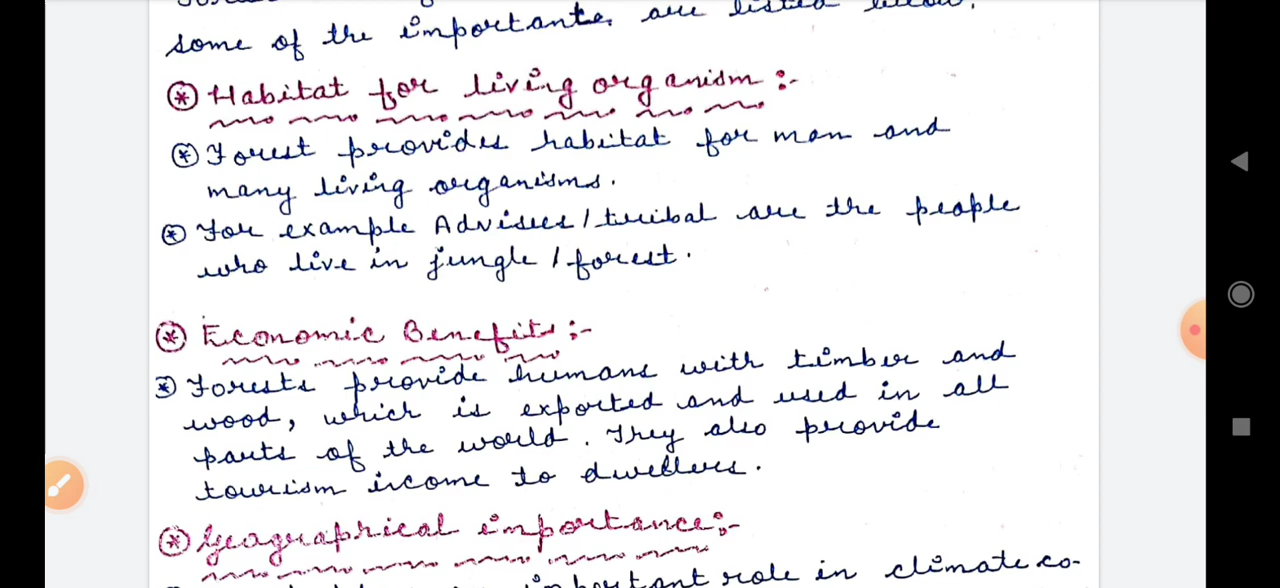 some of the importante, are listed below.
⊛ Habitat for living organism :-
⊛ Forest provides habitat for man and
many living organisms.
⊛ For example Advises/tribal are the people
who live in jungle / forest.
⊛ Economic Benefits :-
⊛ Forests provide humans with timber and
wood, which is exported and used in all
parts of the world. They also provide
tourism income to dwellers.
⊛ Geographical importance :-
important role in climate co-